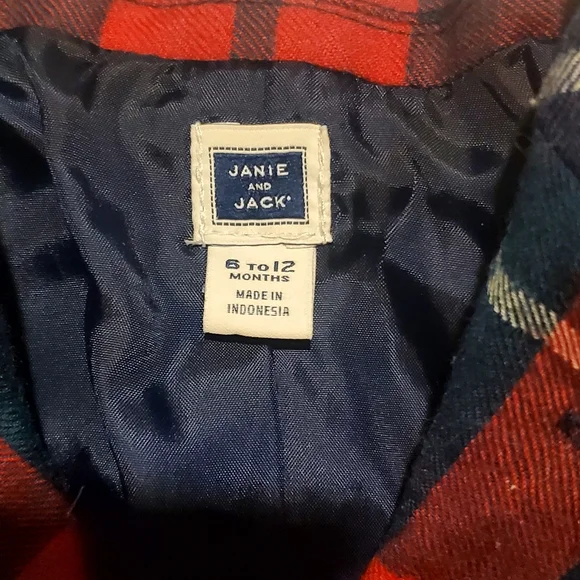 JANIE
AND
JACK®
6 TO 12
MONTHS
MADE IN
INDONESIA